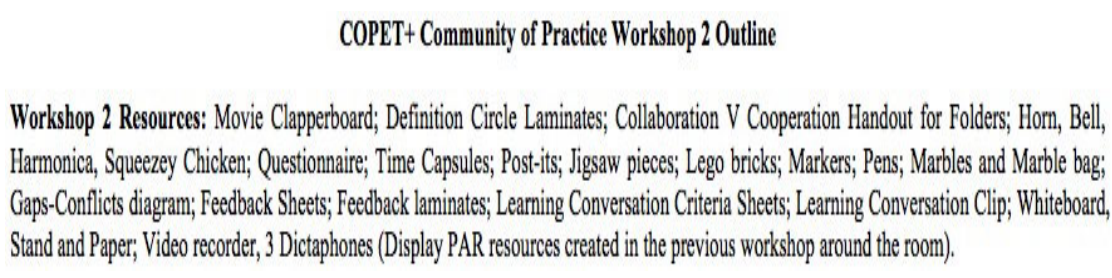 COPET+ Community of Practice Workshop 2 Outline
Workshop 2 Resources: Movie Clapperboard; Definition Circle Laminates; Collaboration V Cooperation Handout for Folders; Horn, Bell,
Harmonica, Squeezey Chicken; Questionnaire; Time Capsules; Post-its; Jigsaw pieces; Lego bricks; Markers; Pens; Marbles and Marble bag;
Gaps-Conflicts diagram; Feedback Sheets; Feedback laminates; Learning Conversation Criteria Sheets; Learning Conversation Clip; Whiteboard,
Stand and Paper; Video recorder, 3 Dictaphones (Display PAR resources created in the previous workshop around the room).